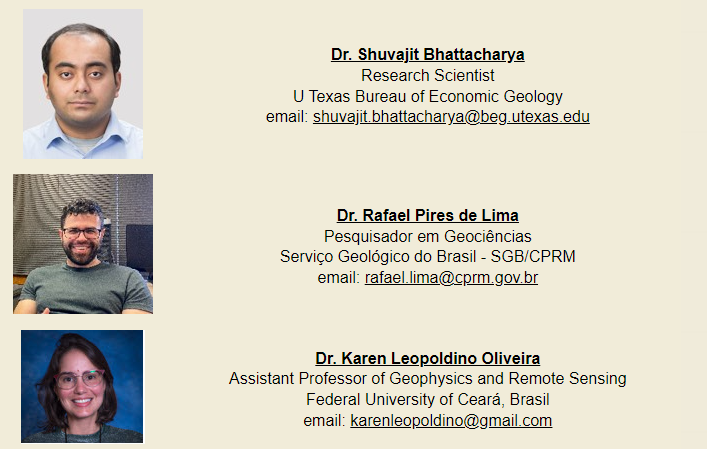 Dr. Shuvajit Bhattacharya
Research Scientist
U Texas Bureau of Economic Geology
email: shuvajit.bhattacharya@beg.utexas.edu
Dr. Rafael Pires de Lima
Pesquisador em Geociências
Serviço Geológico do Brasil - SGB/CPRM
email: rafael.lima@cprm.gov.br
Dr. Karen Leopoldino Oliveira
Assistant Professor of Geophysics and Remote Sensing
Federal University of Ceará, Brasil
email: karenleopoldino@gmail.com